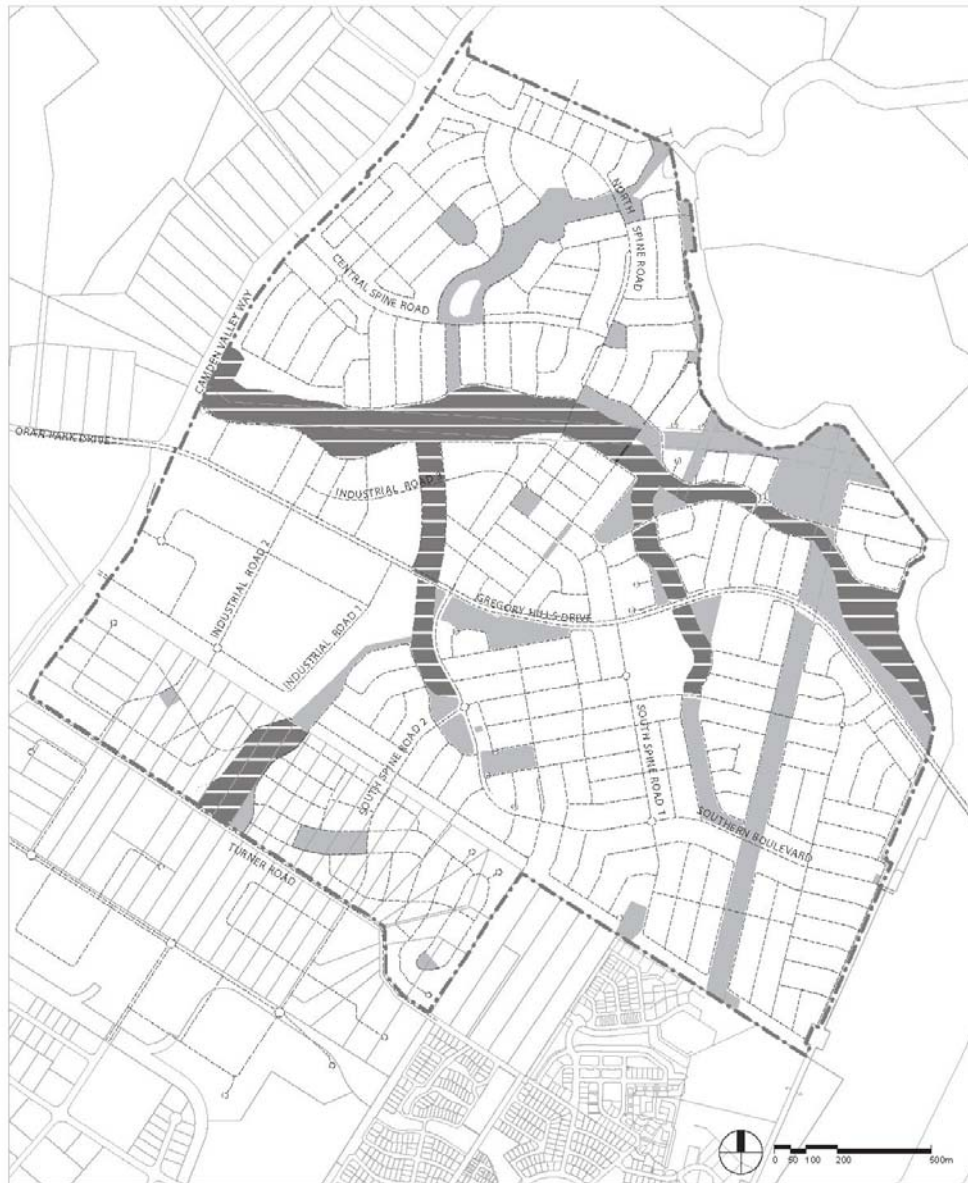 NORTH SPINE ROAD
CENTRAL SPINE ROAD
CAMDEN VALLEY WAY
ORAN PARK DRIVE
INDUSTRIAL ROAD
INDUSTRIAL ROAD 2
INDUSTRIAL ROAD 1
GREGORY HILLS DRIVE
SOUTH SPINE ROAD 2
SOUTH SPINE ROAD 1
SOUTHERN BOULEVARD
TURNER ROAD
0 50 100 200 500m